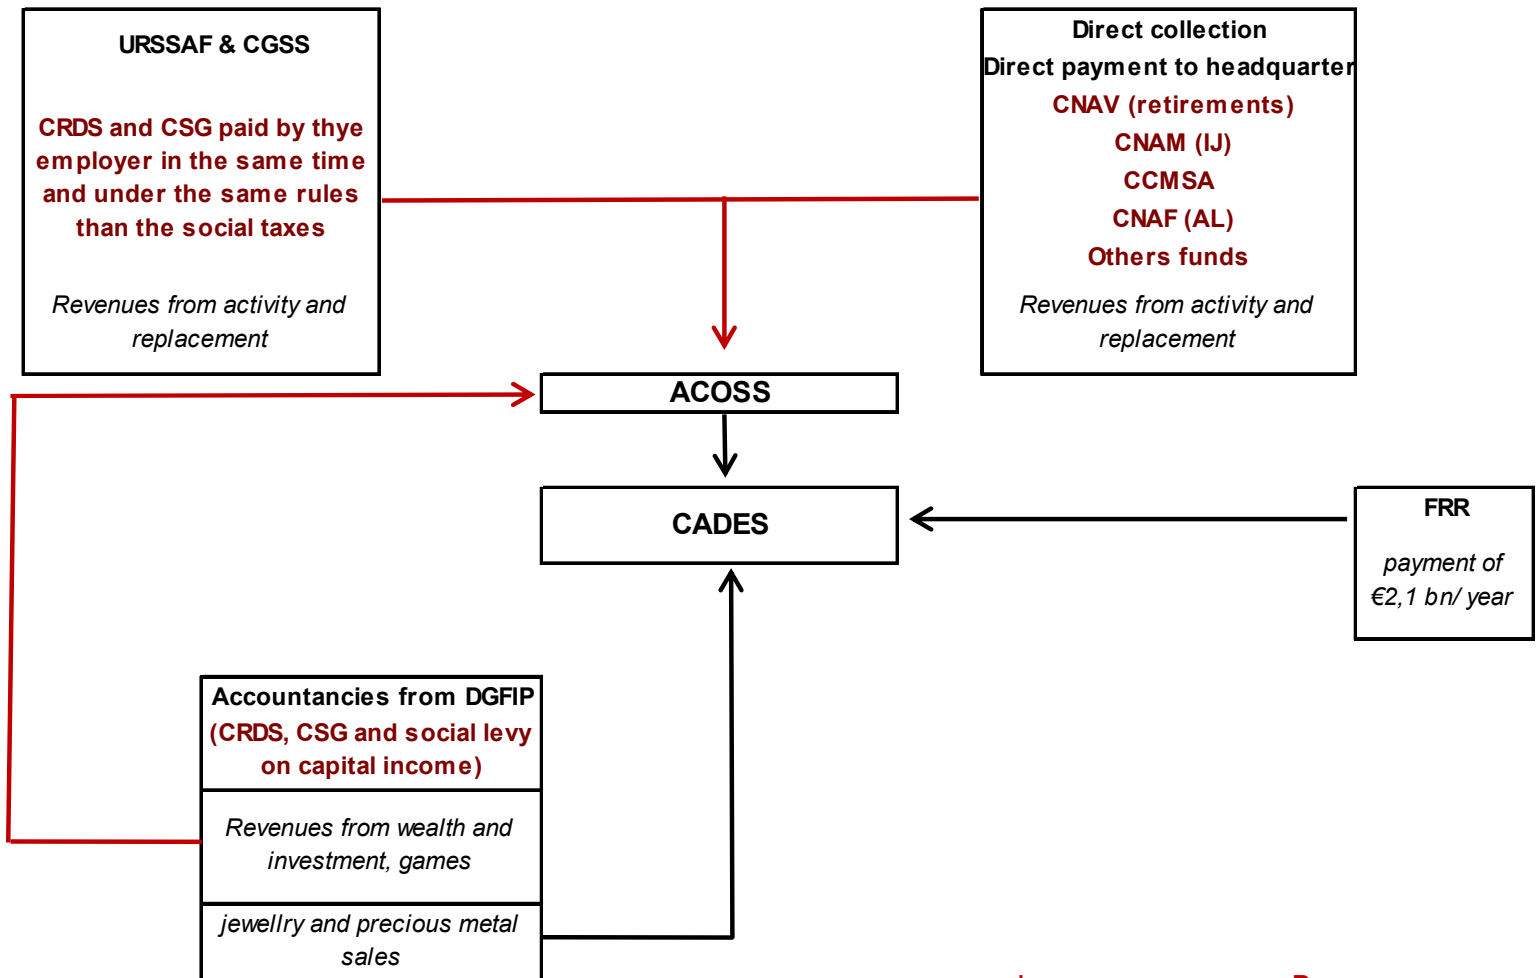 URSSAF & CGSS
CRDS and CSG paid by thye
employer in the same time
and under the same rules
than the social taxes
Revenues from activity and
replacement
Direct collection
Direct payment to headquarter
CNAV (retirements)
CNAM (IJ)
CCMSA
CNAF (AL)
Others funds
Revenues from activity and
replacement
ACOSS
CADES
FRR
payment of
€2,1 bn/ year
Accountancies from DGFIP
(CRDS, CSG and social levy
on capital income)
Revenues from wealth and
investment, games
jewellry and precious metal
sales